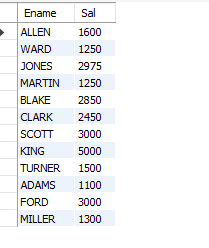 Ename Sal
ALLEN 1600
WARD 1250
JONES 2975
MARTIN 1250
BLAKE 2850
CLARK 2450
SCOTT 3000
KING 5000
TURNER 1500
ADAMS 1100
FORD 3000
MILLER 1300